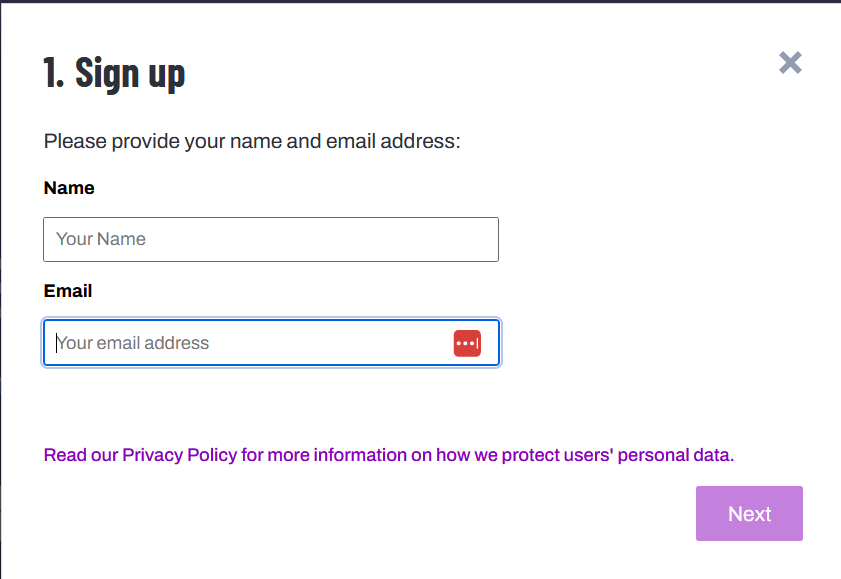 1. Sign up
Please provide your name and email address:
Name
Your Name
Email
Your email address
Read our Privacy Policy for more information on how we protect users' personal data.
Next